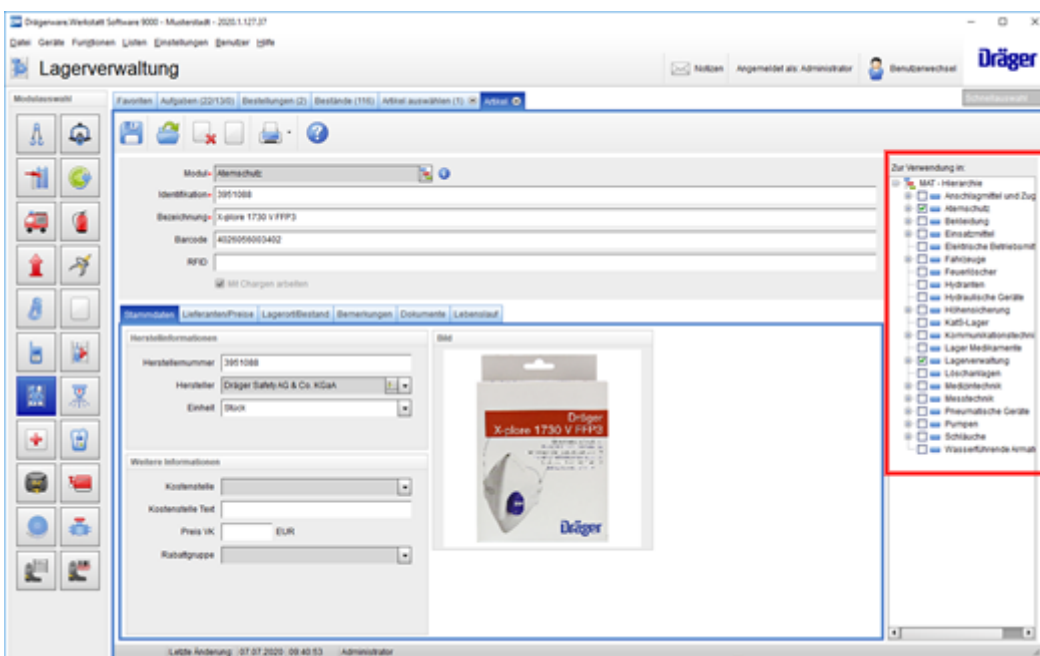 Drägerware.Werkstatt Software 9000 - Musterstadt - 2020.1.127.37
Datei Geräte Funktionen Listen Einstellungen Benutzer Hilfe
Lagerverwaltung
Notizen Angemeldet als: Administrator Benutzerwechsel Dräger
Modulauswahl
Favoriten Aufgaben (22/13/0) Bestellungen (2) Bestände (116) Artikel auswählen (1) Artikel Schnellauswahl
Modul Atemschutz
Identifikation 3951088
Bezeichnung X-plore 1730 V FFP3
Barcode 4026056003402
RFID
Mit Chargen arbeiten
Stammdaten Lieferanten/Preise Lagerort/Bestand Bemerkungen Dokumente Lebenslauf
Herstellinformationen
Herstellernummer 3951088
Hersteller Dräger Safety AG & Co. KGaA
Einheit Stück
Weitere Informationen
Kostenstelle
Kostenstelle Text
Preis VK EUR
Rabattgruppe
Bild
Dräger
X-plore 1730 V FFP3
Dräger
Zur Verwendung in:
MAT - Hierarchie
Anschlagmittel und Zug
Atemschutz
Bekleidung
Einsatzmittel
Elektrische Betriebsmit
Fahrzeuge
Feuerlöscher
Hydranten
Hydraulische Geräte
Höhensicherung
KatS-Lager
Kommunikationstechni
Lager Medikamente
Lagerverwaltung
Löschanlagen
Medizintechnik
Messtechnik
Pneumatische Geräte
Pumpen
Schläuche
Wasserführende Armat
Letzte Änderung: 07.07.2020 09:40:53 Administrator